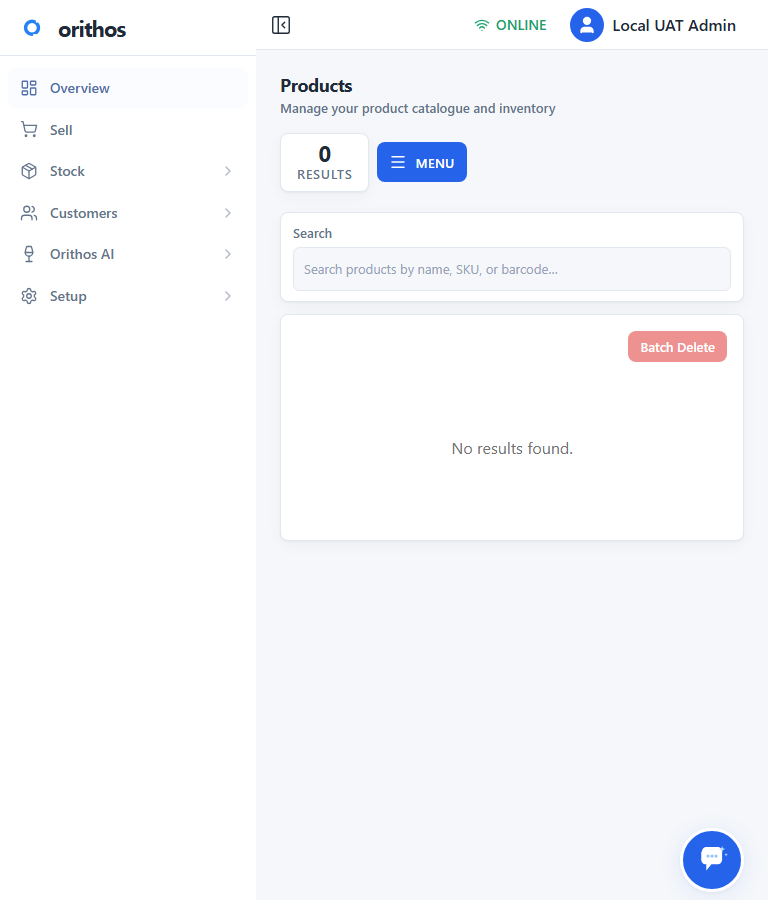 orithos
ONLINE
Local UAT Admin
Overview
Sell
Stock
Customers
Orithos AI
Setup
Products
Manage your product catalogue and inventory
0
RESULTS
MENU
Search
Search products by name, SKU, or barcode...
Batch Delete
No results found.